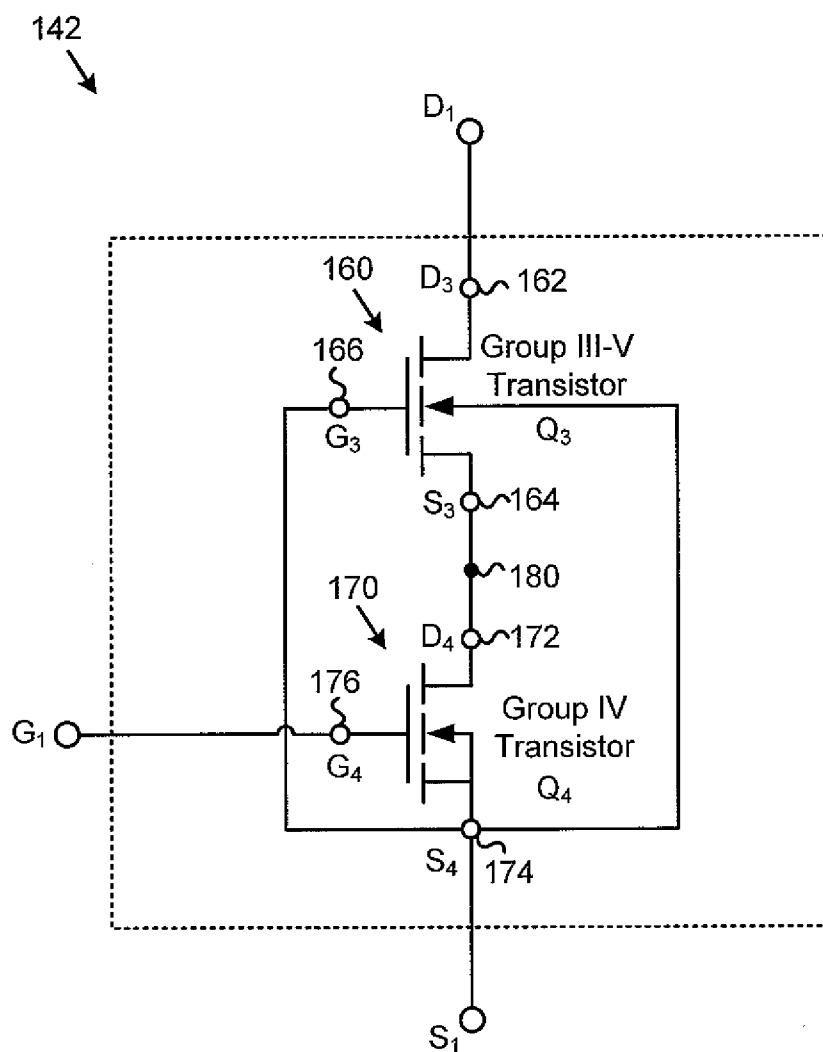 142
D₁
160
D₃
162
166
Group III-V
Transistor
G₃
Q₃
S₃
164
180
170
D₄
172
176
Group IV
Transistor
G₁
G₄
Q₄
S₄
174
S₁